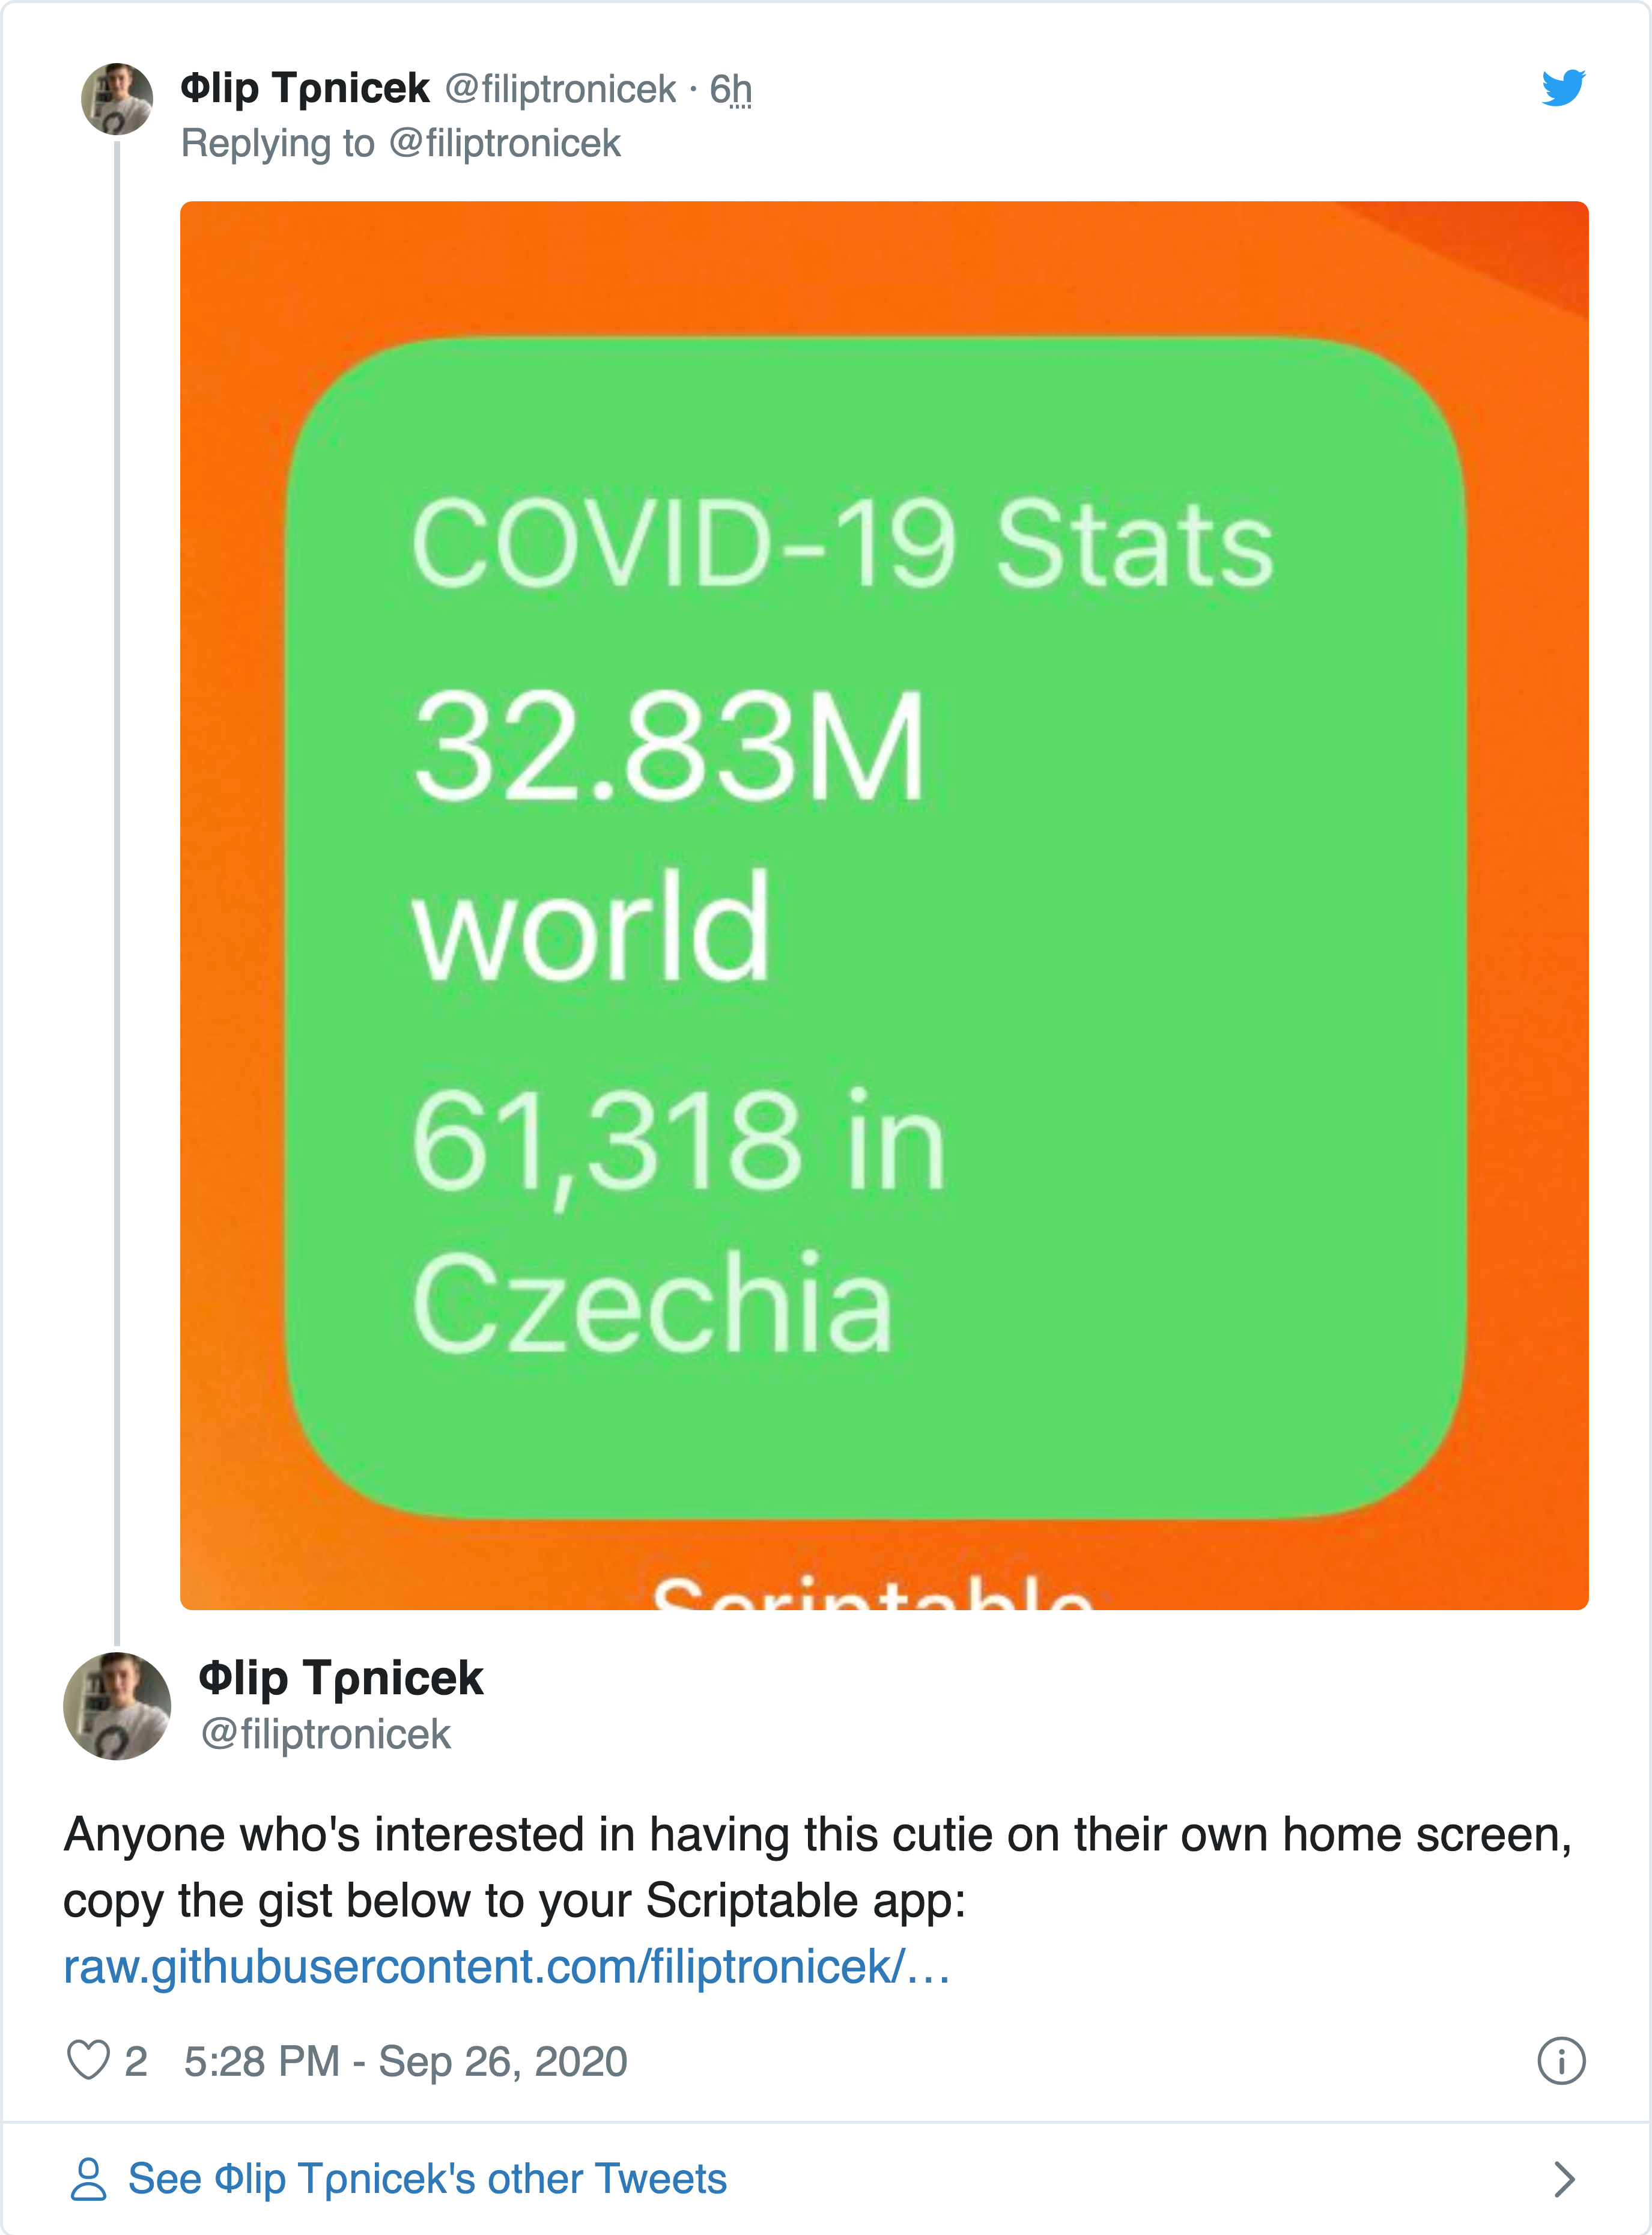 Φlip Tρnicek @filiptronicek · 6h
Replying to @filiptronicek
COVID-19 Stats
32.83M
world
61,318 in
Czechia
Scriptable
Φlip Tρnicek
@filiptronicek
Anyone who's interested in having this cutie on their own home screen,
copy the gist below to your Scriptable app:
raw.githubusercontent.com/filiptronicek/…
2 5:28 PM - Sep 26, 2020
See Φlip Tρnicek's other Tweets